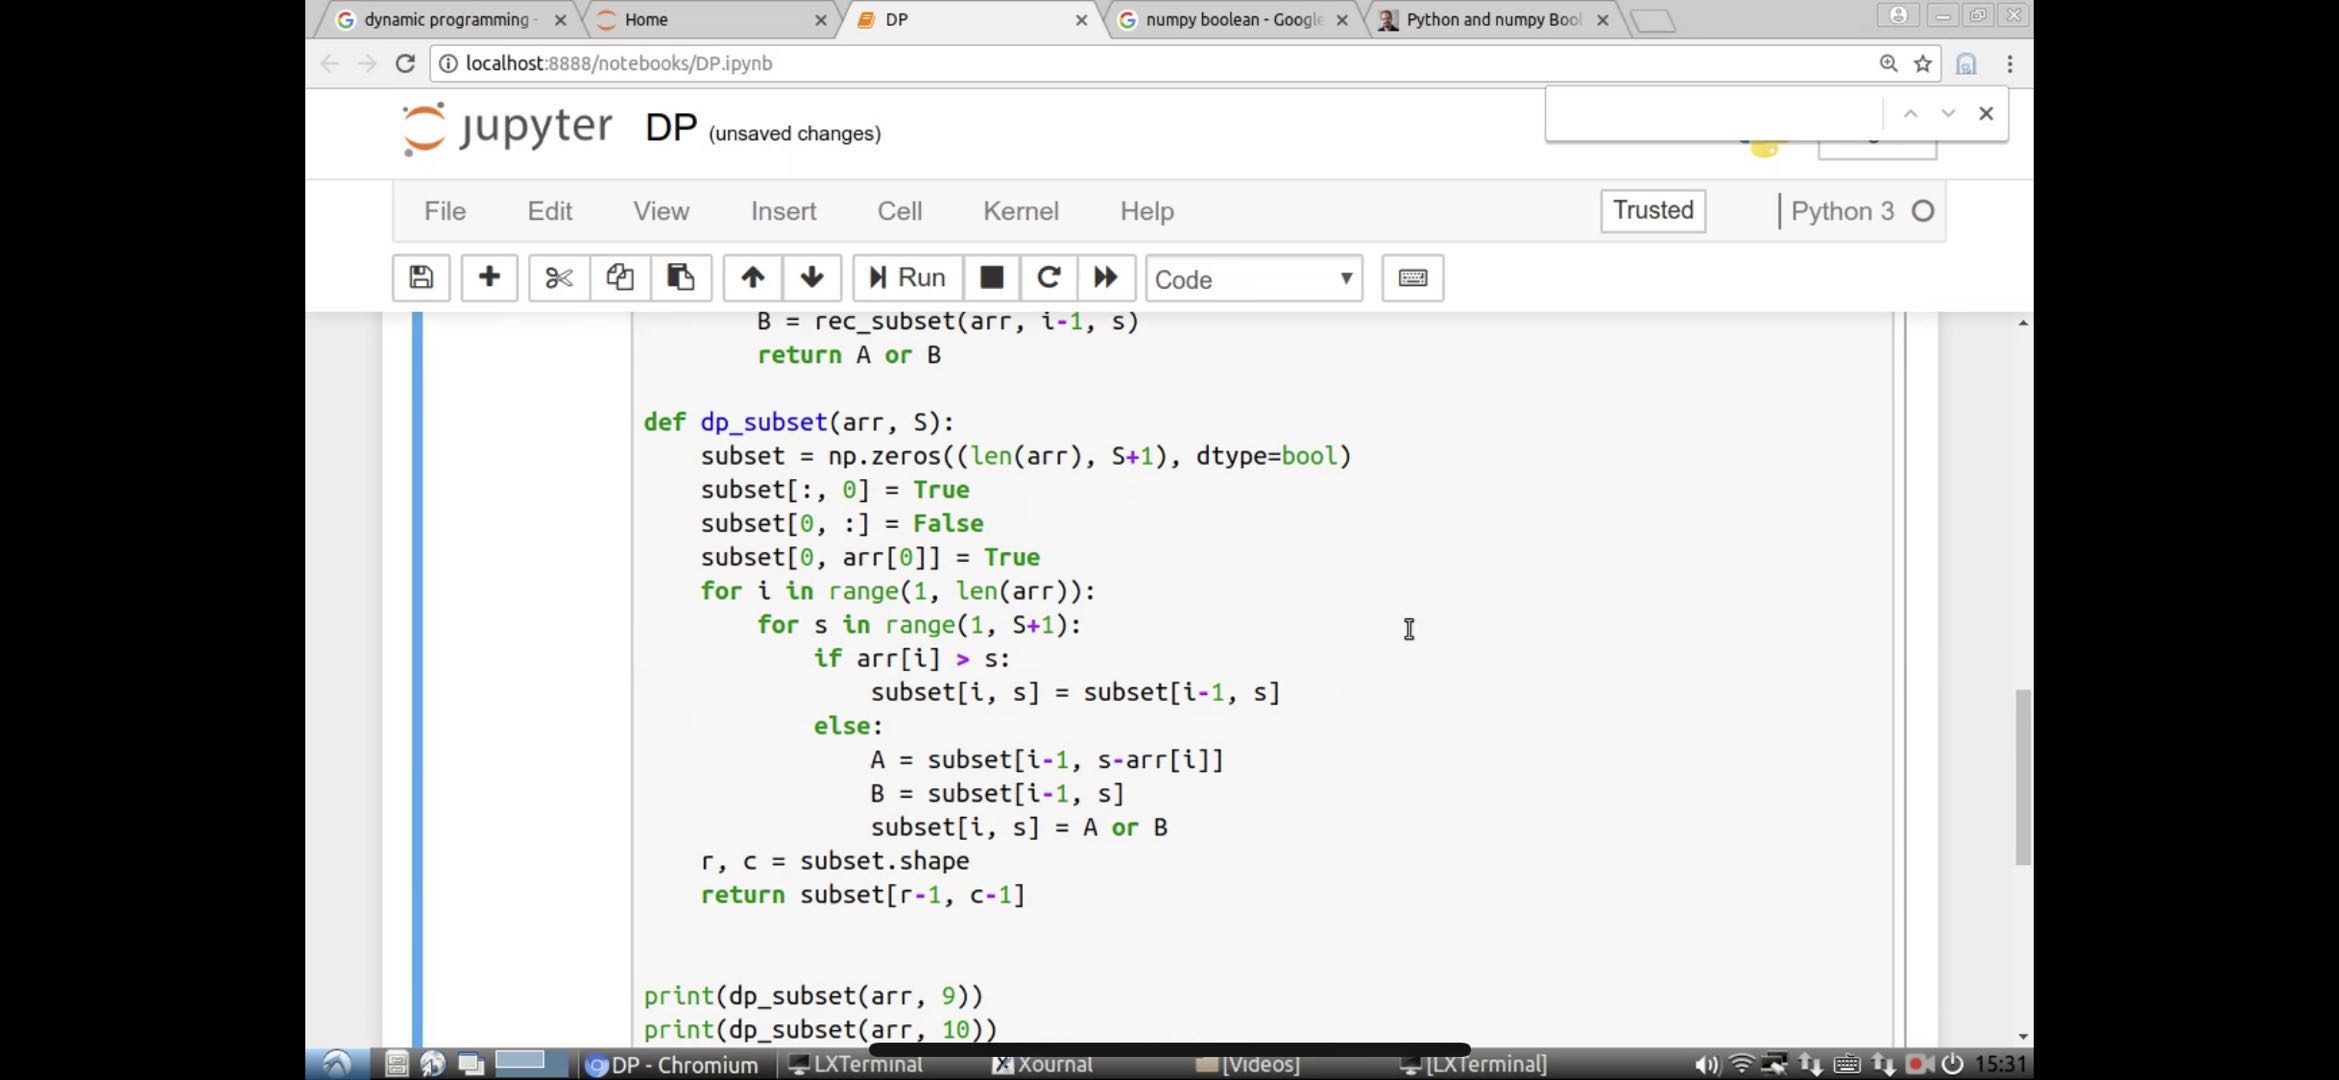 dynamic programming -
Home
DP
numpy boolean - Google
Python and numpy Bool
localhost:8888/notebooks/DP.ipynb
jupyter DP (unsaved changes)
File Edit View Insert Cell Kernel Help Trusted Python 3
Run Code
B = rec_subset(arr, i-1, s)
return A or B
def dp_subset(arr, S):
subset = np.zeros((len(arr), S+1), dtype=bool)
subset[:, 0] = True
subset[0, :] = False
subset[0, arr[0]] = True
for i in range(1, len(arr)):
for s in range(1, S+1):
if arr[i] > s:
subset[i, s] = subset[i-1, s]
else:
A = subset[i-1, s-arr[i]]
B = subset[i-1, s]
subset[i, s] = A or B
r, c = subset.shape
return subset[r-1, c-1]
print(dp_subset(arr, 9))
print(dp_subset(arr, 10))
DP - Chromium LXTerminal Xournal [Videos] [LXTerminal] 15:31